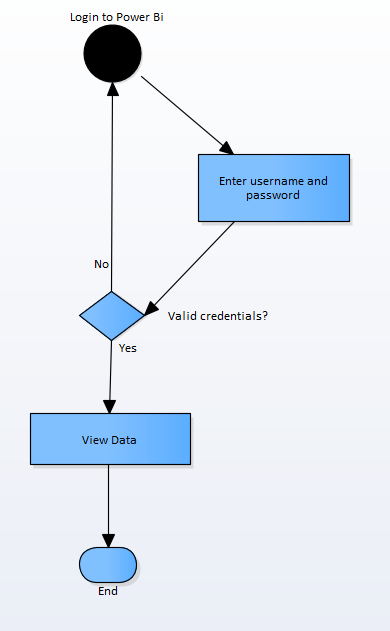 Login to Power Bi
Enter username and
password
No
Valid credentials?
Yes
View Data
End